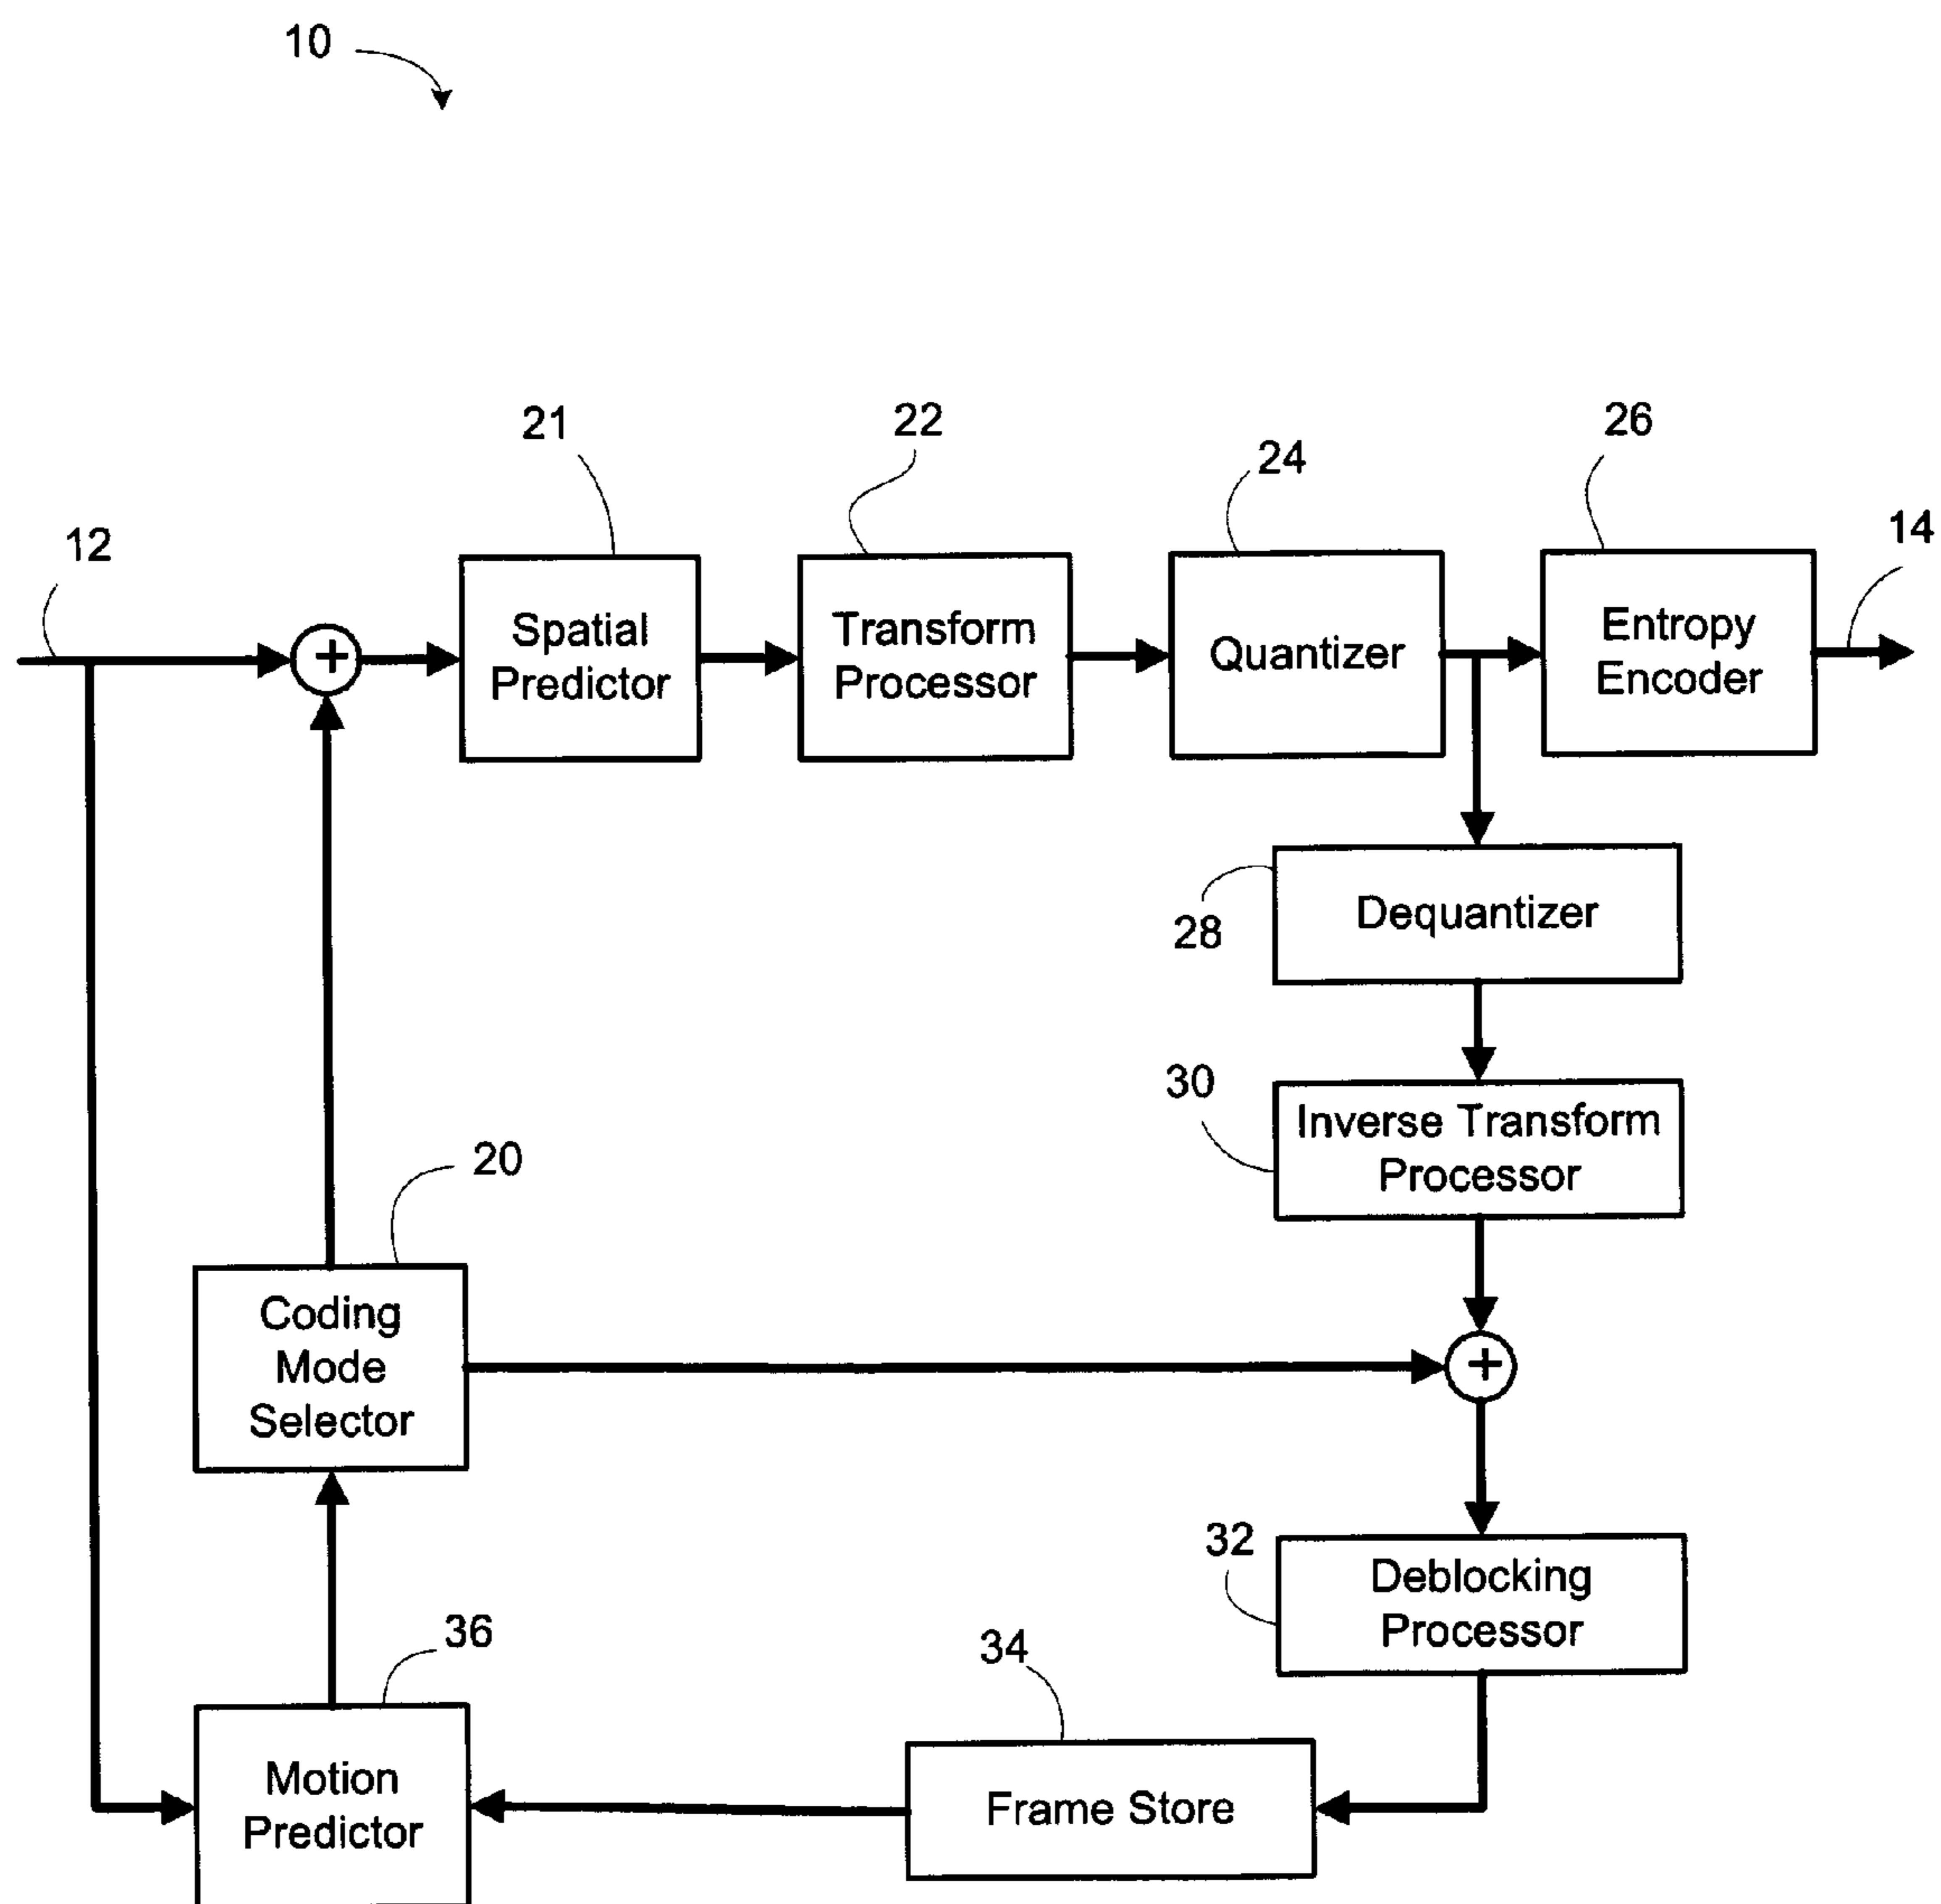 10
21
22
24
26
14
12
+
Spatial
Predictor
Transform
Processor
Quantizer
Entropy
Encoder
28
Dequantizer
30
Inverse Transform
Processor
20
Coding
Mode
Selector
+
32
Deblocking
Processor
36
34
Motion
Predictor
Frame Store